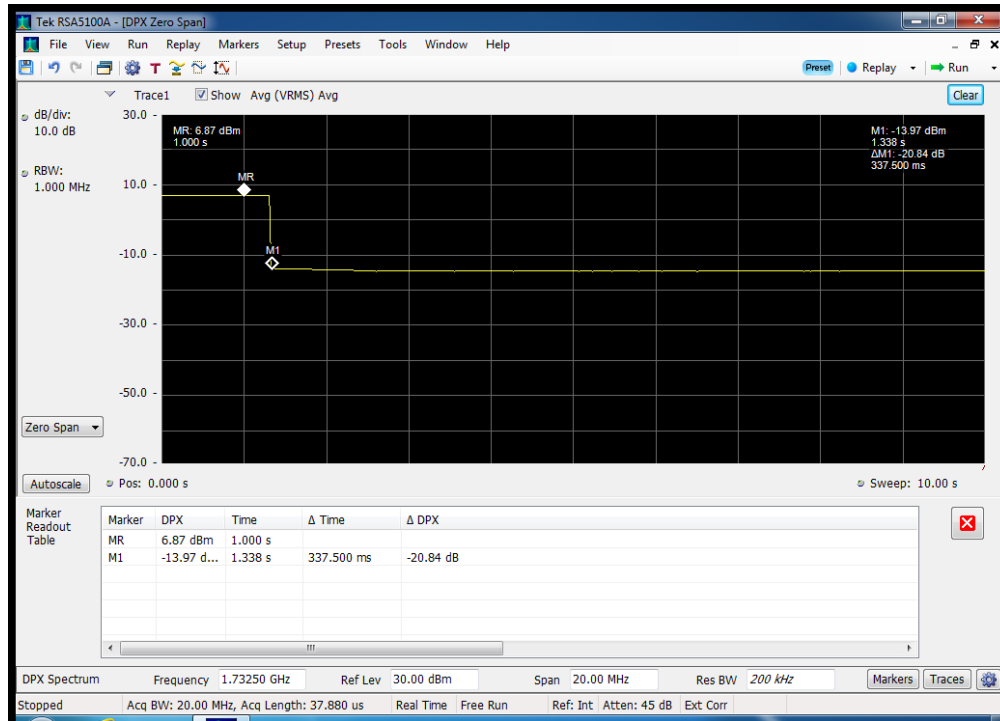 Tek RSA5100A - [DPX Zero Span]
File View Run Replay Markers Setup Presets Tools Window Help
T Preset Replay Run
Trace1 Show Avg (VRMS) Avg Clear
dB/div:
10.0 dB
RBW:
1.000 MHz
30.0
10.0
-10.0
-30.0
-50.0
-70.0
MR: 6.87 dBm
1.000 s
M1: -13.97 dBm
1.338 s
ΔM1: -20.84 dB
337.500 ms
MR
M1
Zero Span
Autoscale Pos: 0.000 s Sweep: 10.00 s
Marker
Readout
Table
Marker DPX Time Δ Time Δ DPX
MR 6.87 dBm 1.000 s
M1 -13.97 d... 1.338 s 337.500 ms -20.84 dB
DPX Spectrum Frequency 1.73250 GHz Ref Lev 30.00 dBm Span 20.00 MHz Res BW 200 kHz Markers Traces
Stopped Acq BW: 20.00 MHz, Acq Length: 37.880 us Real Time Free Run Ref: Int Atten: 45 dB Ext Corr